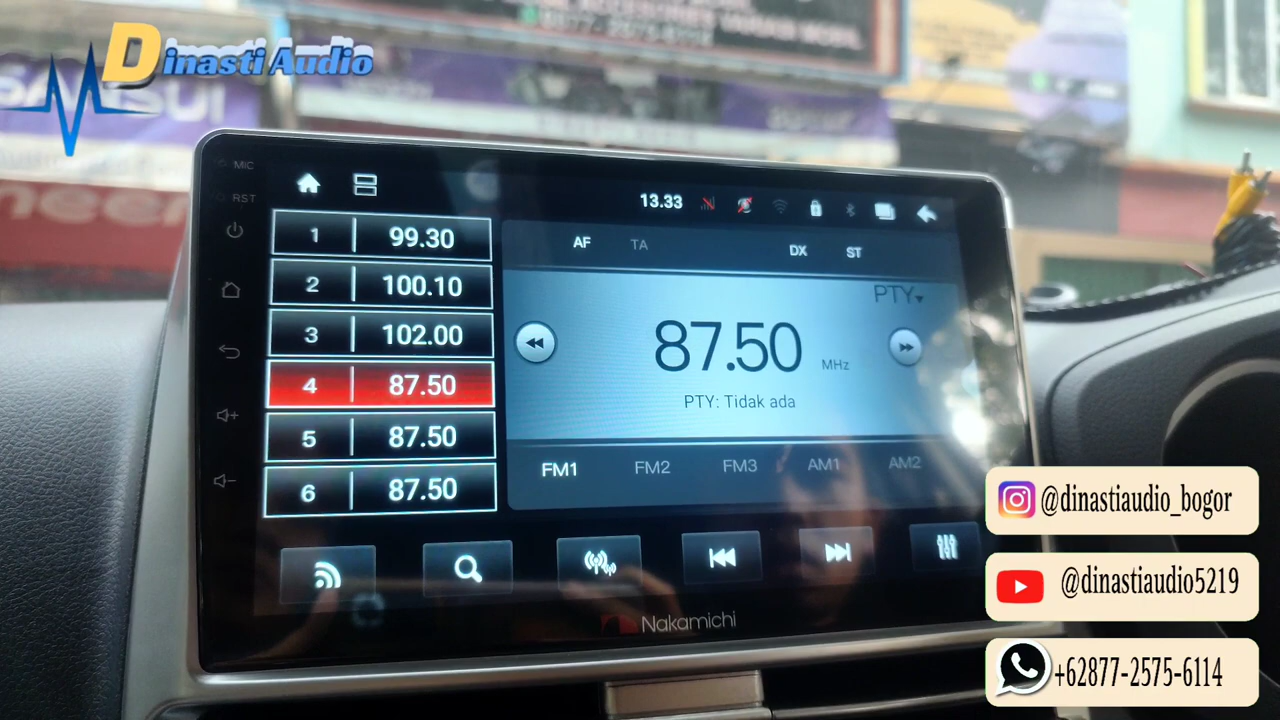 Dinasti Audio
MIC
RST
13.33
1 99.30
2 100.10
3 102.00
4 87.50
5 87.50
6 87.50
AF TA DX ST
PTY
87.50 MHz
PTY: Tidak ada
FM1 FM2 FM3 AM1 AM2
Nakamichi
@dinastiaudio_bogor
@dinastiaudio5219
+62877-2575-6114